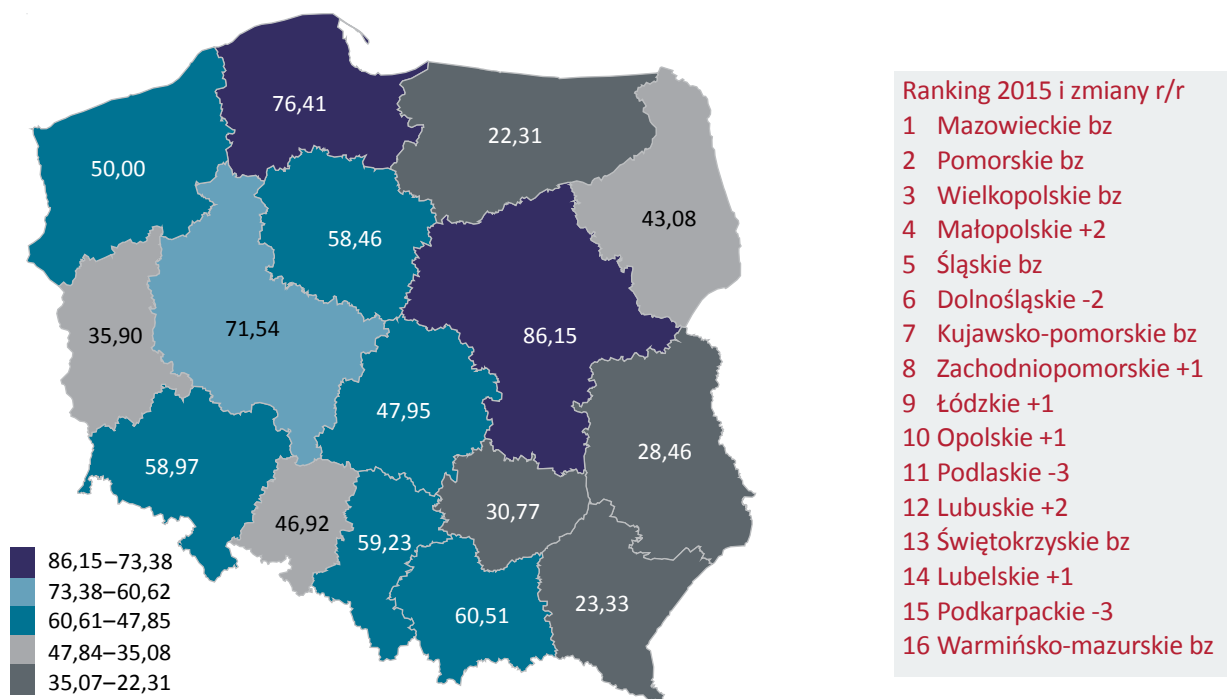 76,41
22,31
50,00
43,08
58,46
35,90
71,54
86,15
47,95
28,46
58,97
46,92
30,77
59,23
60,51
23,33
86,15–73,38
73,38–60,62
60,61–47,85
47,84–35,08
35,07–22,31
Ranking 2015 i zmiany r/r
1 Mazowieckie bz
2 Pomorskie bz
3 Wielkopolskie bz
4 Małopolskie +2
5 Śląskie bz
6 Dolnośląskie -2
7 Kujawsko-pomorskie bz
8 Zachodniopomorskie +1
9 Łódzkie +1
10 Opolskie +1
11 Podlaskie -3
12 Lubuskie +2
13 Świętokrzyskie bz
14 Lubelskie +1
15 Podkarpackie -3
16 Warmińsko-mazurskie bz